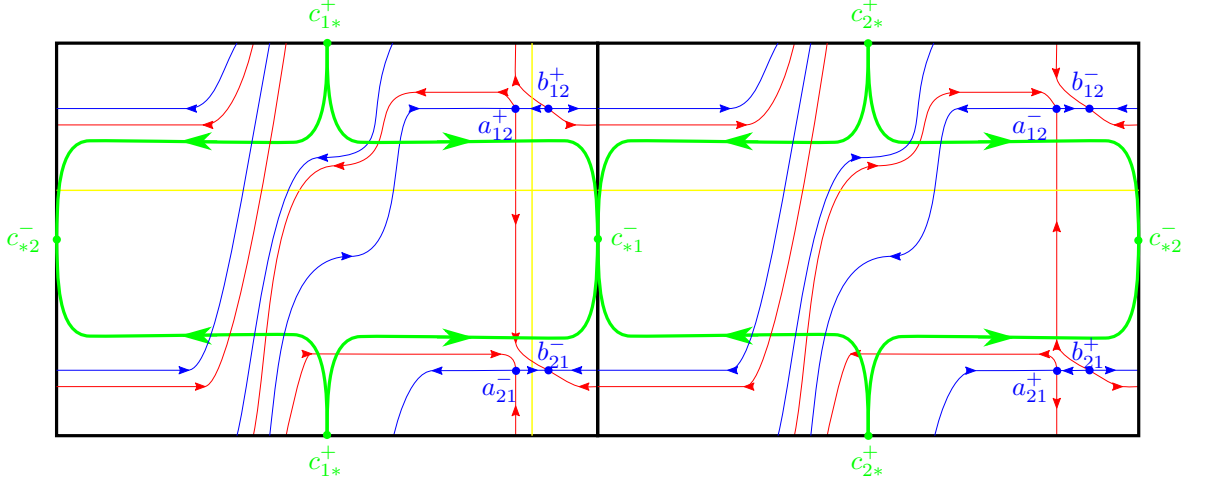 $c_{1*}^{+}$ $c_{2*}^{+}$
$b_{12}^{+}$ $b_{12}^{-}$
$a_{12}^{+}$ $a_{12}^{-}$
$c_{*2}^{-}$ $c_{*1}^{-}$ $c_{*2}^{-}$
$b_{21}^{-}$ $b_{21}^{+}$
$a_{21}^{-}$ $a_{21}^{+}$
$c_{1*}^{+}$ $c_{2*}^{+}$